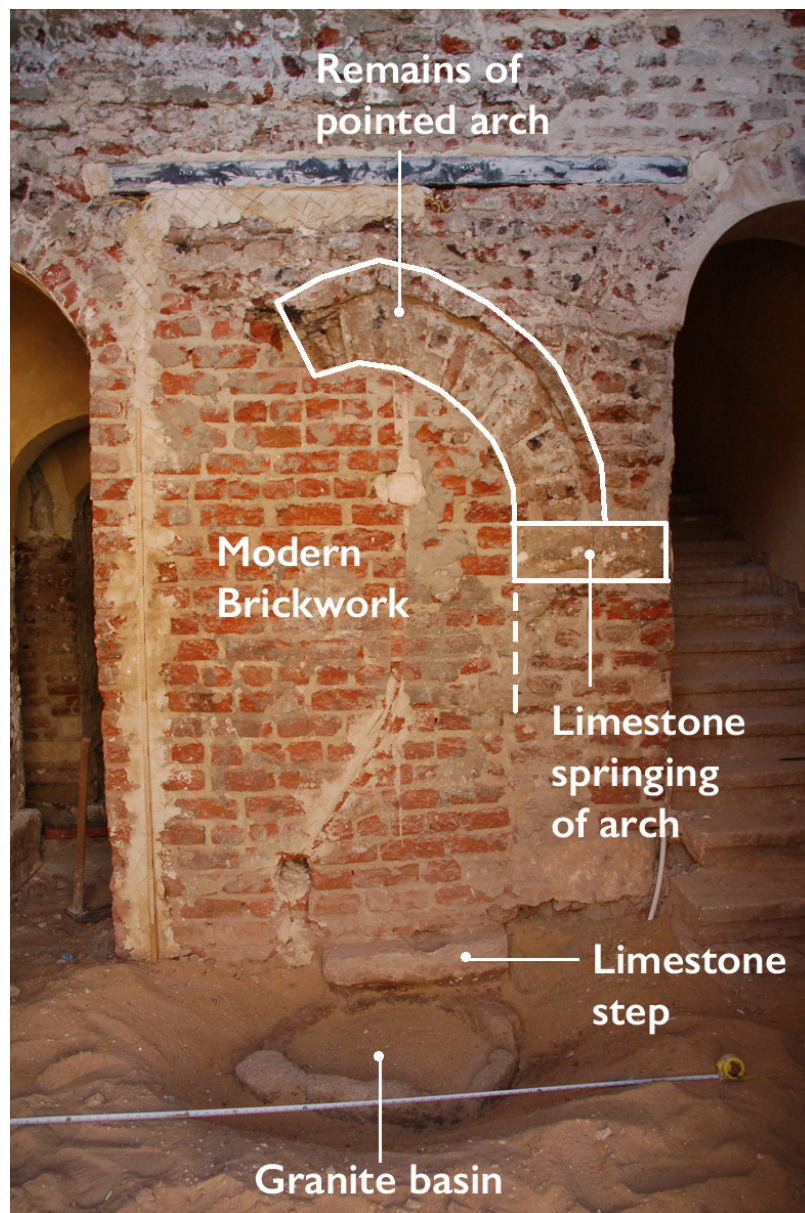 Remains of
pointed arch
Modern
Brickwork
Limestone
springing
of arch
Limestone
step
Granite basin